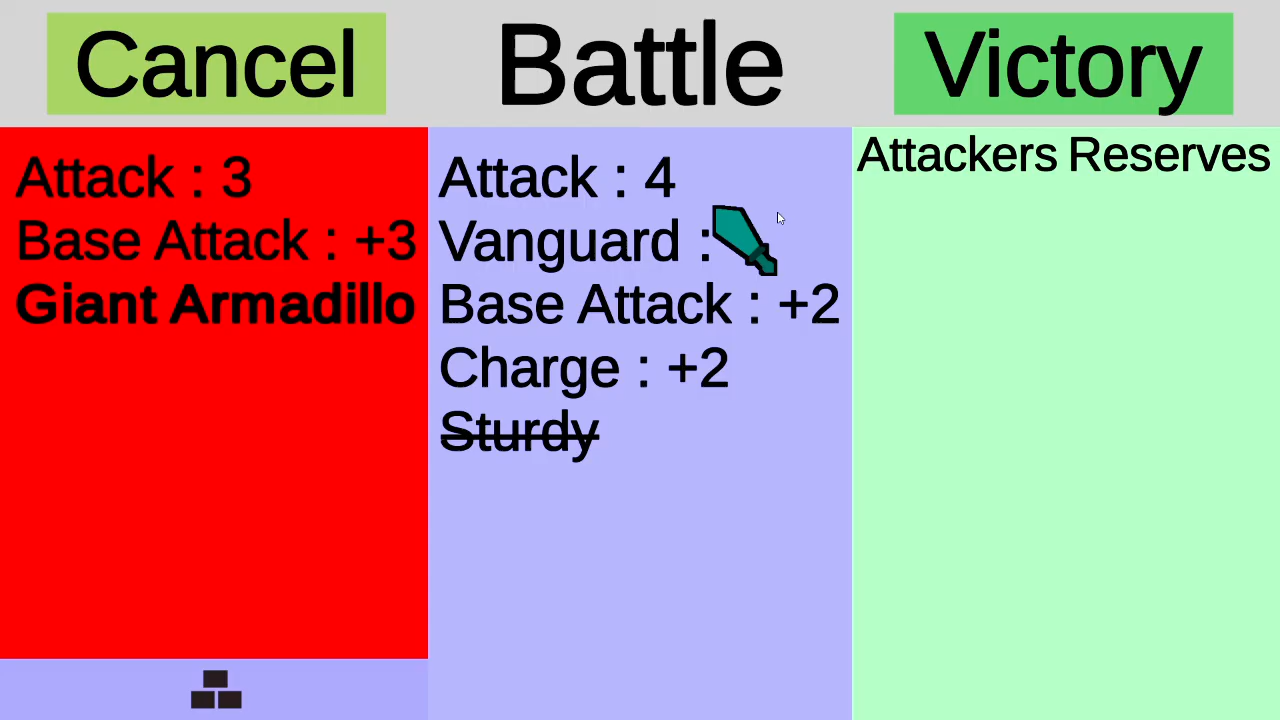 Cancel
Battle
Victory
Attack : 3
Base Attack : +3
Giant Armadillo
Attack : 4
Vanguard :
Base Attack : +2
Charge : +2
Sturdy
Attackers Reserves